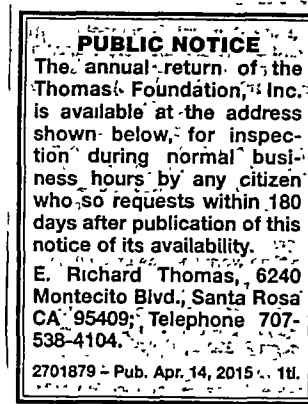 PUBLIC NOTICE
The annual return of the
Thomas Foundation, Inc.
is available at the address
shown below, for inspec-
tion during normal busi-
ness hours by any citizen
who so requests within 180
days after publication of this
notice of its availability.
E. Richard Thomas, 6240
Montecito Blvd., Santa Rosa
CA 95409; Telephone 707-
538-4104.
2701879 – Pub. Apr. 14, 2015 1ti.